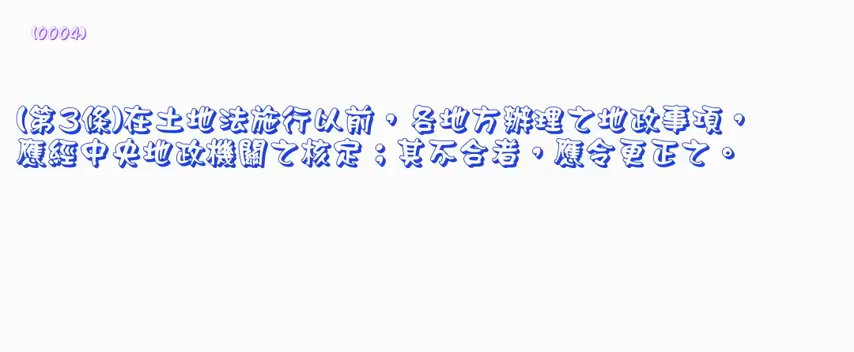 (0004)
(第3條)在土地法施行以前，各地方辦理之地政事項，
應經中央地政機關之核定；其不合者，應令更正之。